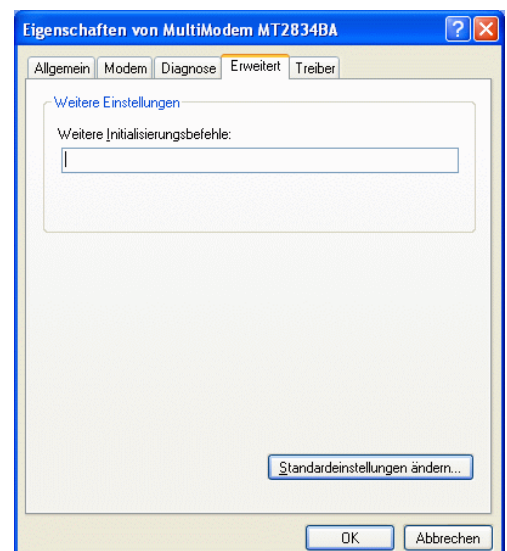 Eigenschaften von MultiModem MT2834BA
Allgemein Modem Diagnose Erweitert Treiber
Weitere Einstellungen
Weitere Initialisierungsbefehle:
Standardeinstellungen ändern...
OK Abbrechen